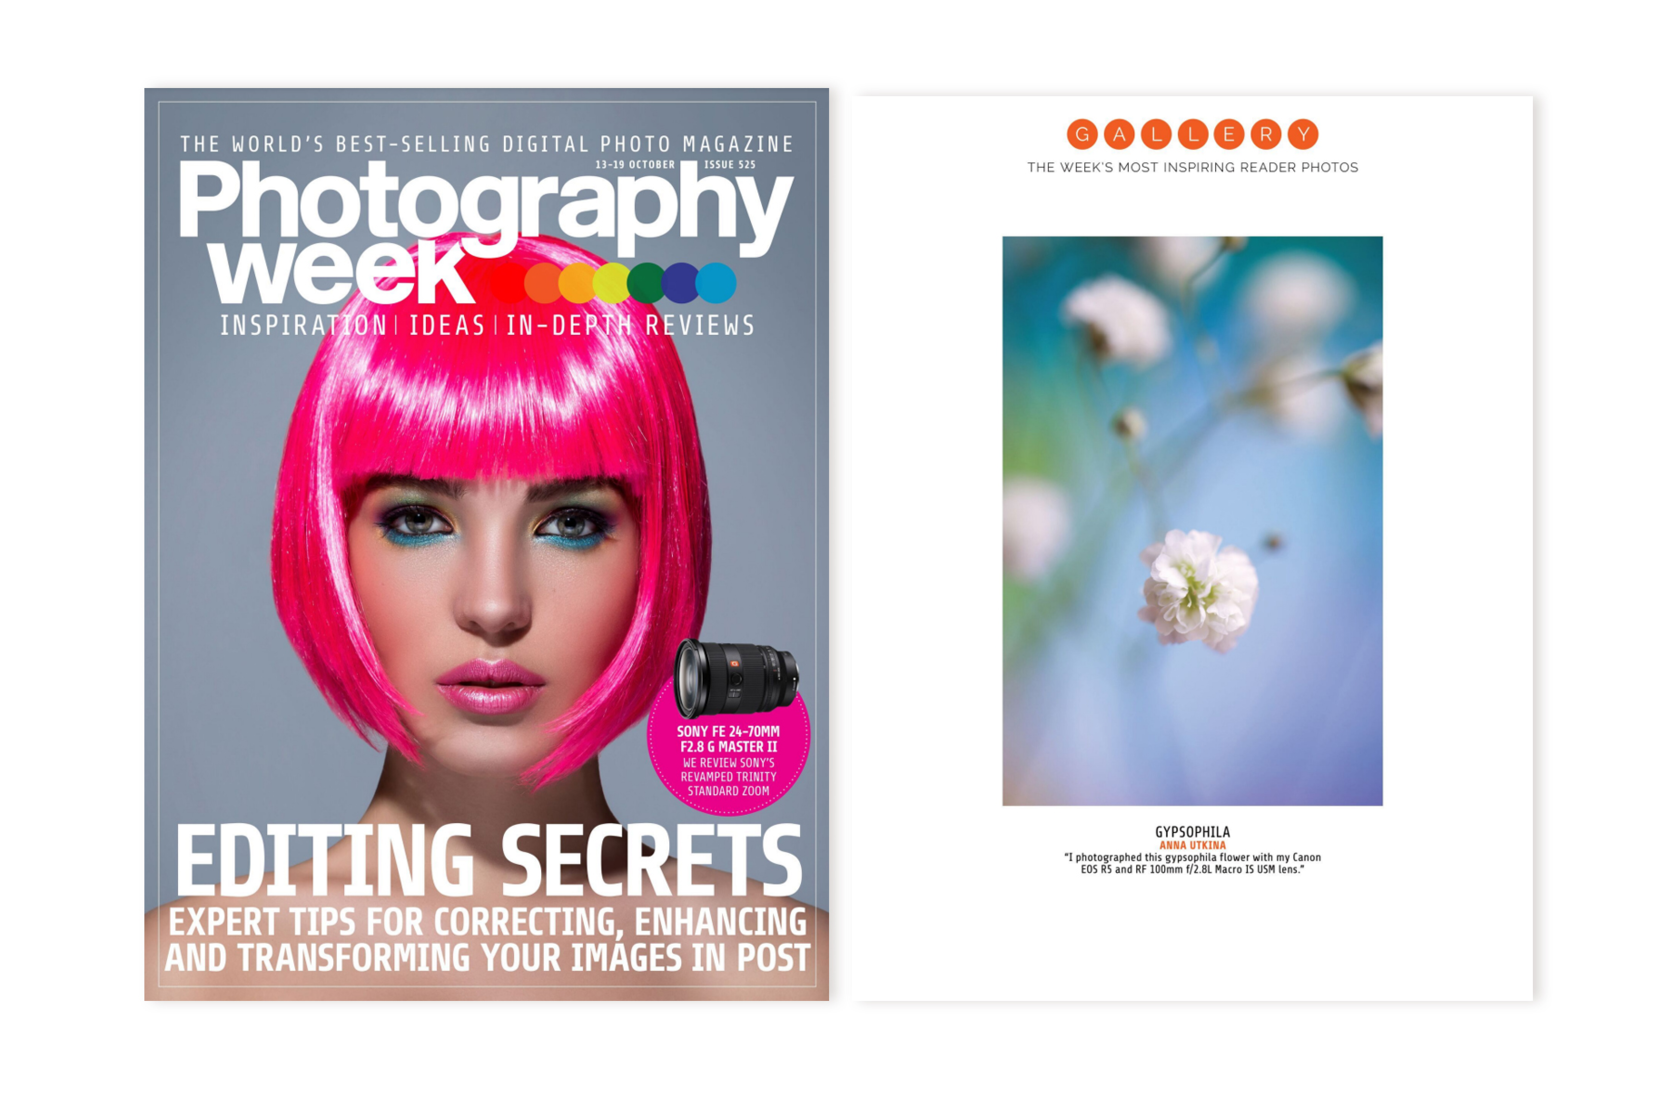 THE WORLD'S BEST-SELLING DIGITAL PHOTO MAGAZINE
13-19 OCTOBER ISSUE 525
Photography
week
INSPIRATION | IDEAS | IN-DEPTH REVIEWS
SONY FE 24-70MM
F2.8 G MASTER II
WE REVIEW SONY'S
REVAMPED TRINITY
STANDARD ZOOM
EDITING SECRETS
EXPERT TIPS FOR CORRECTING, ENHANCING
AND TRANSFORMING YOUR IMAGES IN POST
GALLERY
THE WEEK'S MOST INSPIRING READER PHOTOS
GYPSOPHILA
ANNA UTKINA
“I photographed this gypsophila flower with my Canon
EOS R5 and RF 100mm f/2.8L Macro IS USM lens.”